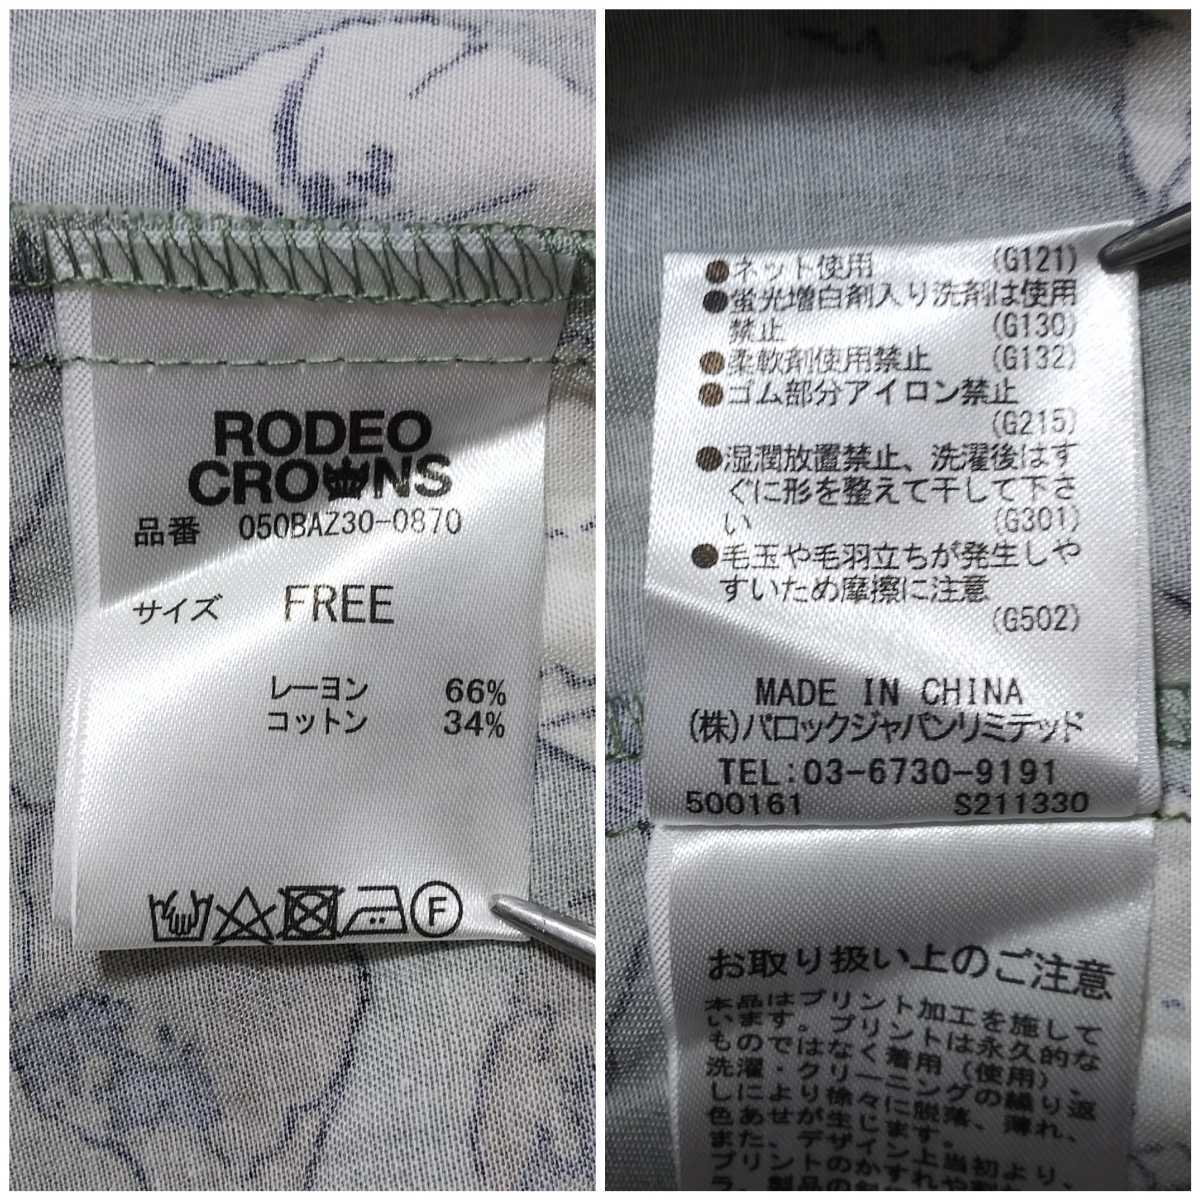 RODEO
CROWNS
品番 050BAZ30-0870
サイズ FREE
レーヨン 66%
コットン 34%
F
●ネット使用 (G121)
●蛍光増白剤入り洗剤は使用
禁止 (G130)
●柔軟剤使用禁止 (G132)
●ゴム部分アイロン禁止
(G215)
●湿潤放置禁止、洗濯後はす
ぐに形を整えて干して下さ
い (G301)
●毛玉や毛羽立ちが発生しや
すいため摩擦に注意
(G502)
MADE IN CHINA
(株)バロックジャパンリミテッド
TEL:03-6730-9191
500161 S211330
お取り扱い上のご注意
本品はプリント加工を施して
います。プリントは永久的な
ものではなく着用(使用)、
洗濯・クリーニングの繰り返
しにより徐々に脱落、薄れ、
色あせが生じます。
また、デザイン上当初より、
プリントのかすれや